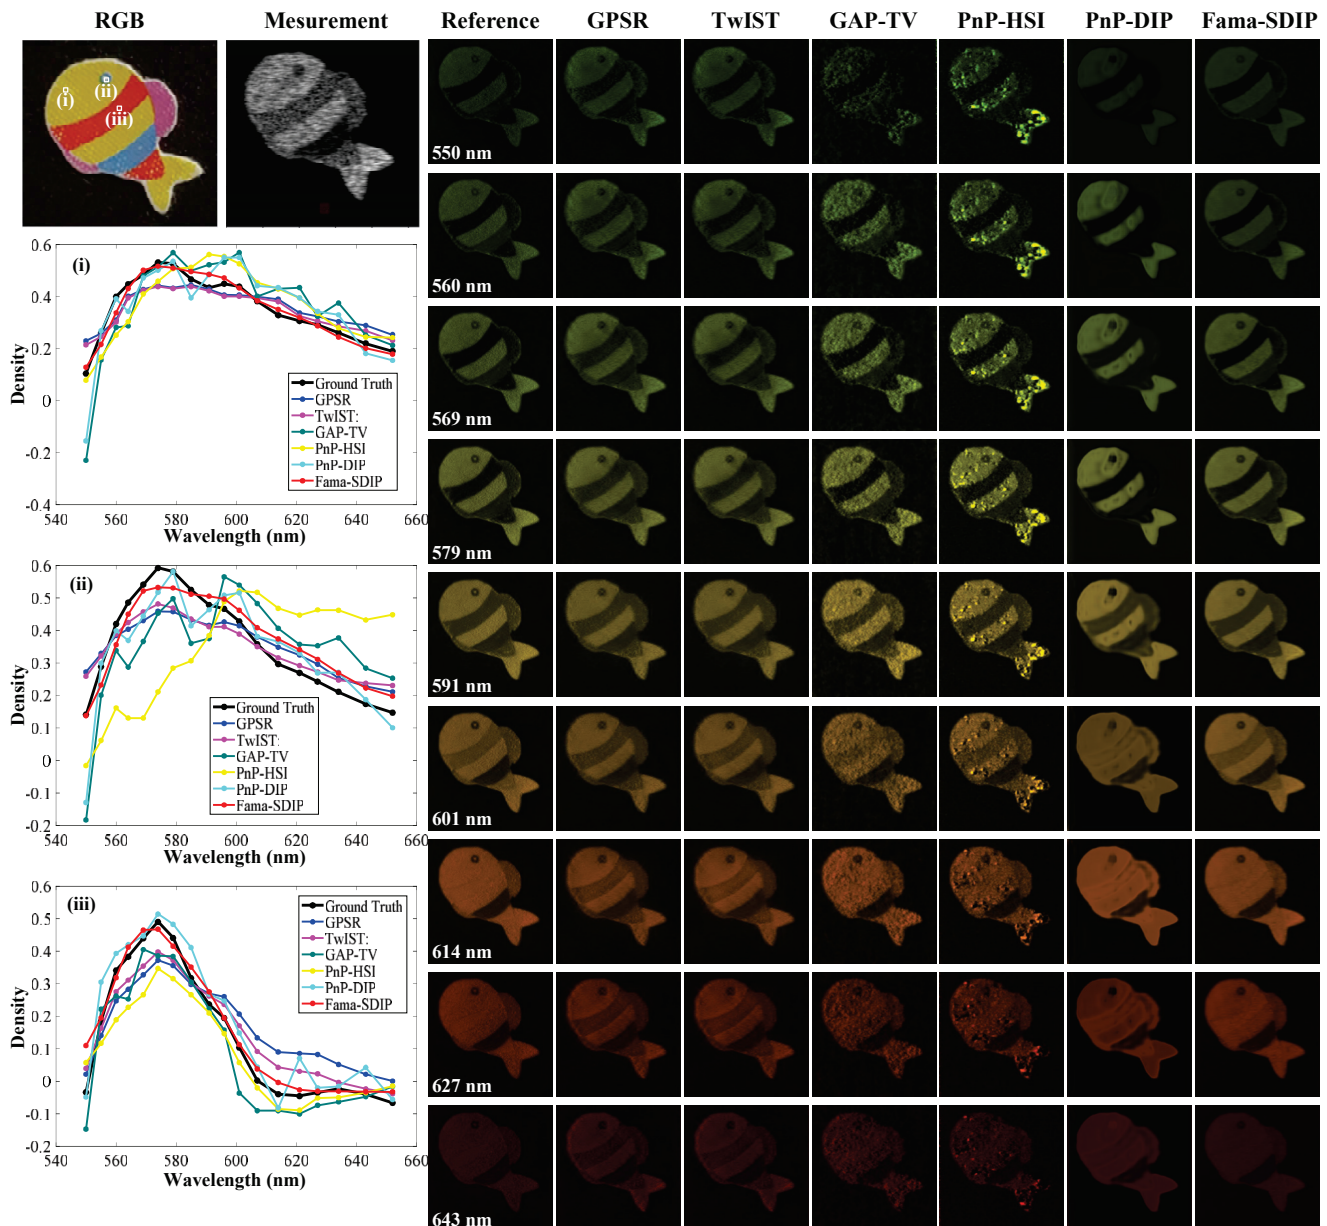 RGB Mesurement Reference GPSR TwIST GAP-TV PnP-HSI PnP-DIP Fama-SDIP
(i)
(ii)
(iii)
550 nm
560 nm
569 nm
579 nm
591 nm
601 nm
614 nm
627 nm
643 nm
(i)
Density
0.6
0.4
0.2
0
-0.2
-0.4
Ground Truth
GPSR
TwIST:
GAP-TV
PnP-HSI
PnP-DIP
Fama-SDIP
540 560 580 600 620 640 660
Wavelength (nm)
(ii)
Density
0.6
0.5
0.4
0.3
0.2
0.1
0
-0.1
-0.2
Ground Truth
GPSR
TwIST:
GAP-TV
PnP-HSI
PnP-DIP
Fama-SDIP
540 560 580 600 620 640 660
Wavelength (nm)
(iii)
Density
0.6
0.5
0.4
0.3
0.2
0.1
0
-0.1
-0.2
Ground Truth
GPSR
TwIST:
GAP-TV
PnP-HSI
PnP-DIP
Fama-SDIP
540 560 580 600 620 640 660
Wavelength (nm)